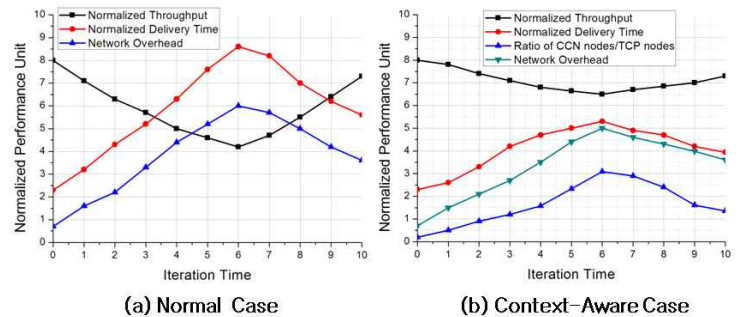 Normalized Throughput
Normalized Delivery Time
Network Overhead
Normalized Performance Unit
10
9
8
7
6
5
4
3
2
1
0
0 1 2 3 4 5 6 7 8 9 10
Iteration Time
(a) Normal Case
Normalized Throughput
Normalized Delivery Time
Ratio of CCN nodes/TCP nodes
Network Overhead
Normalized Performance Unit
10
9
8
7
6
5
4
3
2
1
0
0 1 2 3 4 5 6 7 8 9 10
Iteration Time
(b) Context-Aware Case